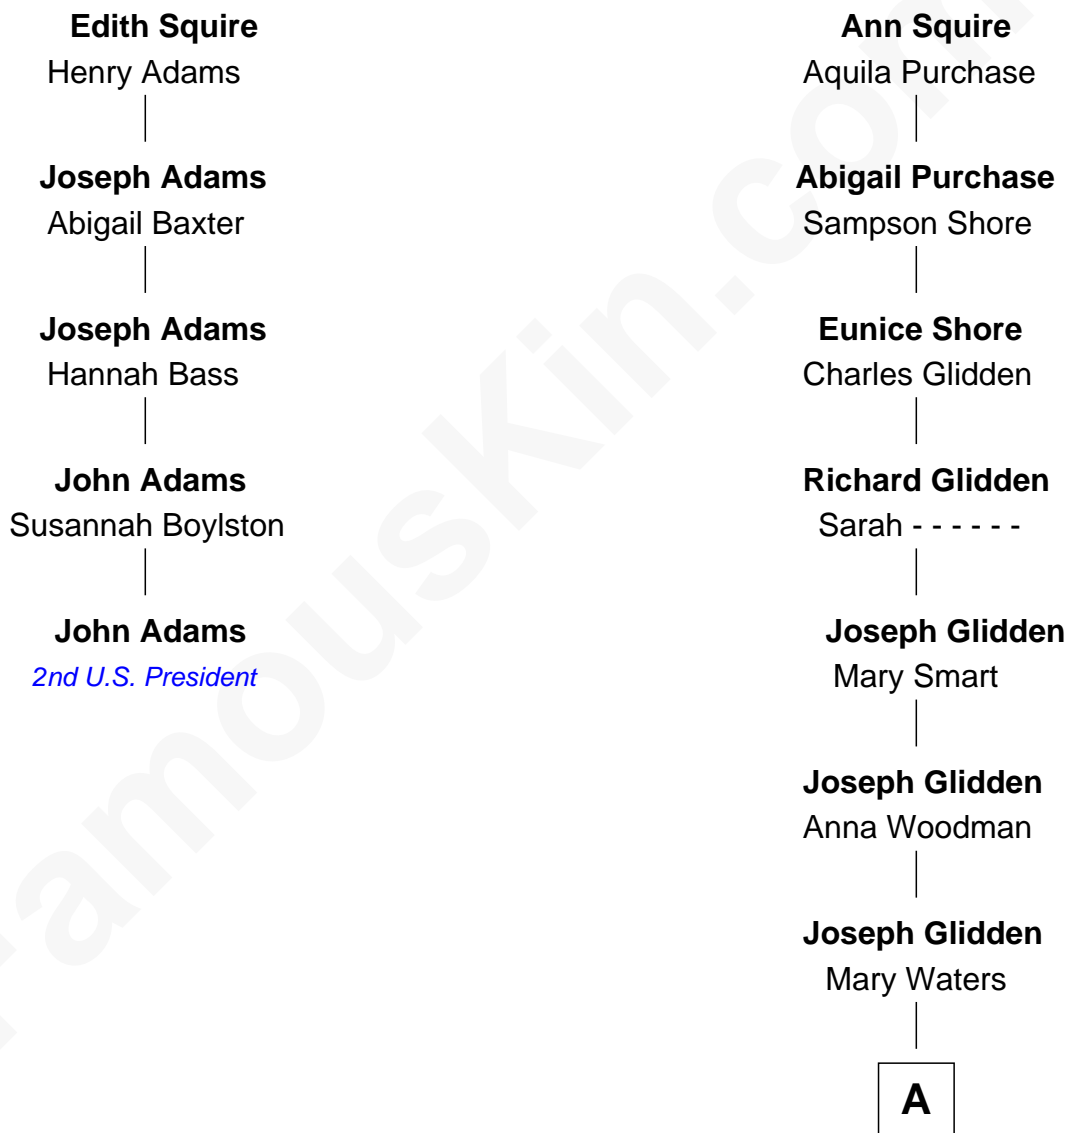 Edith Squire
Henry Adams
Joseph Adams
Abigail Baxter
Joseph Adams
Hannah Bass
John Adams
Susannah Boylston
John Adams
2nd U.S. President
Ann Squire
Aquila Purchase
Abigail Purchase
Sampson Shore
Eunice Shore
Charles Glidden
Richard Glidden
Sarah - - - - - -
Joseph Glidden
Mary Smart
Joseph Glidden
Anna Woodman
Joseph Glidden
Mary Waters
A
FamousKin.com